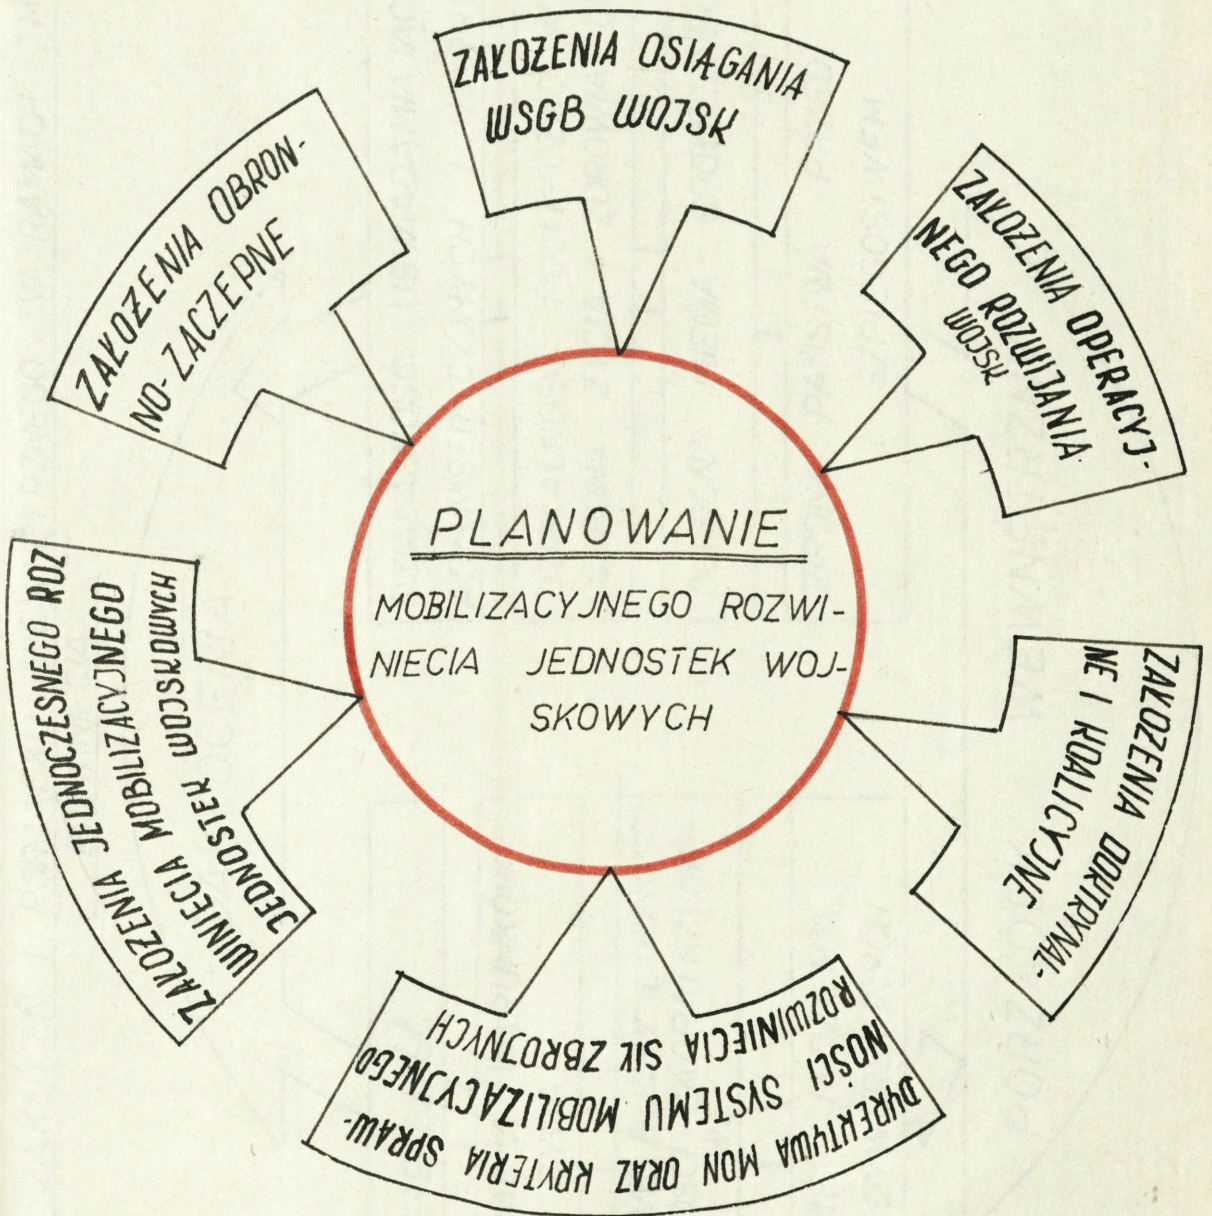 ZAŁOŻENIA OSIĄGANIA
WSGB WOJSK
ZAŁOŻENIA OPERACYJ-
NEGO ROZWIJANIA
WOJSK
ZAŁOŻENIA DOKTRYNAL-
NE I KOALICYJNE
DYREKTYWA MON ORAZ KRYTERIA SPRAW-
NOŚCI SYSTEMU MOBILIZACYJNEGO
ROZWINIĘCIA SIŁ ZBROJNYCH
ZAŁOŻENIA JEDNOCZESNEGO ROZ
WINIĘCIA MOBILIZACYJNEGO
JEDNOSTEK WOJSKOWYCH
ZAŁOŻENIA OBRON-
NO-ZACZEPNE
PLANOWANIE
MOBILIZACYJNEGO ROZWI-
NIĘCIA JEDNOSTEK WOJ-
SKOWYCH